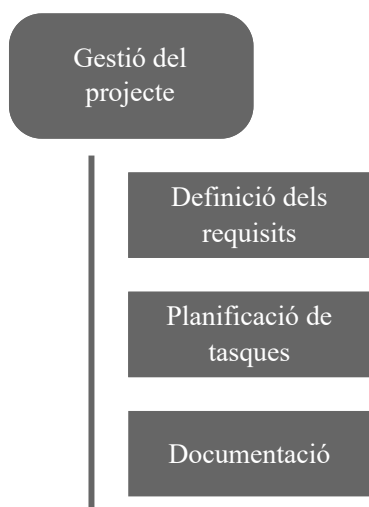 Gestió del
projecte
Definició dels
requisits
Planificació de
tasques
Documentació